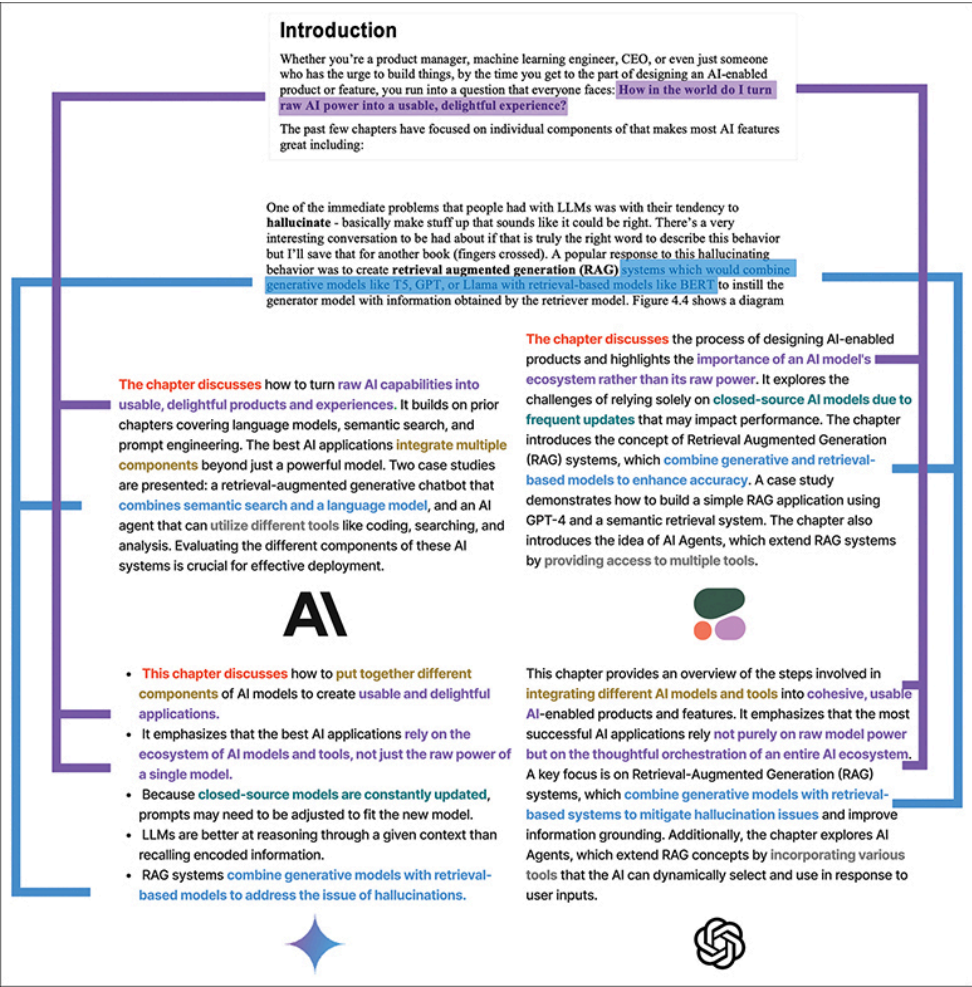 Introduction
Whether you're a product manager, machine learning engineer, CEO, or even just someone
who has the urge to build things, by the time you get to the part of designing an AI-enabled
product or feature, you run into a question that everyone faces: How in the world do I turn
raw AI power into a usable, delightful experience?
The past few chapters have focused on individual components of that makes most AI features
great including:
One of the immediate problems that people had with LLMs was with their tendency to
hallucinate - basically make stuff up that sounds like it could be right. There's a very
interesting conversation to be had about if that is truly the right word to describe this behavior
but I'll save that for another book (fingers crossed). A popular response to this hallucinating
behavior was to create retrieval augmented generation (RAG) systems which would combine
generative models like T5, GPT, or Llama with retrieval-based models like BERT to instill the
generator model with information obtained by the retriever model. Figure 4.4 shows a diagram
The chapter discusses how to turn raw AI capabilities into
usable, delightful products and experiences. It builds on prior
chapters covering language models, semantic search, and
prompt engineering. The best AI applications integrate multiple
components beyond just a powerful model. Two case studies
are presented: a retrieval-augmented generative chatbot that
combines semantic search and a language model, and an AI
agent that can utilize different tools like coding, searching, and
analysis. Evaluating the different components of these AI
systems is crucial for effective deployment.
The chapter discusses the process of designing AI-enabled
products and highlights the importance of an AI model's
ecosystem rather than its raw power. It explores the
challenges of relying solely on closed-source AI models due to
frequent updates that may impact performance. The chapter
introduces the concept of Retrieval Augmented Generation
(RAG) systems, which combine generative and retrieval-
based models to enhance accuracy. A case study
demonstrates how to build a simple RAG application using
GPT-4 and a semantic retrieval system. The chapter also
introduces the idea of AI Agents, which extend RAG systems
by providing access to multiple tools.
• This chapter discusses how to put together different
components of AI models to create usable and delightful
applications.
• It emphasizes that the best AI applications rely on the
ecosystem of AI models and tools, not just the raw power of
a single model.
• Because closed-source models are constantly updated,
prompts may need to be adjusted to fit the new model.
• LLMs are better at reasoning through a given context than
recalling encoded information.
• RAG systems combine generative models with retrieval-
based models to address the issue of hallucinations.
This chapter provides an overview of the steps involved in
integrating different AI models and tools into cohesive, usable
AI-enabled products and features. It emphasizes that the most
successful AI applications rely not purely on raw model power
but on the thoughtful orchestration of an entire AI ecosystem.
A key focus is on Retrieval-Augmented Generation (RAG)
systems, which combine generative models with retrieval-
based systems to mitigate hallucination issues and improve
information grounding. Additionally, the chapter explores AI
Agents, which extend RAG concepts by incorporating various
tools that the AI can dynamically select and use in response to
user inputs.